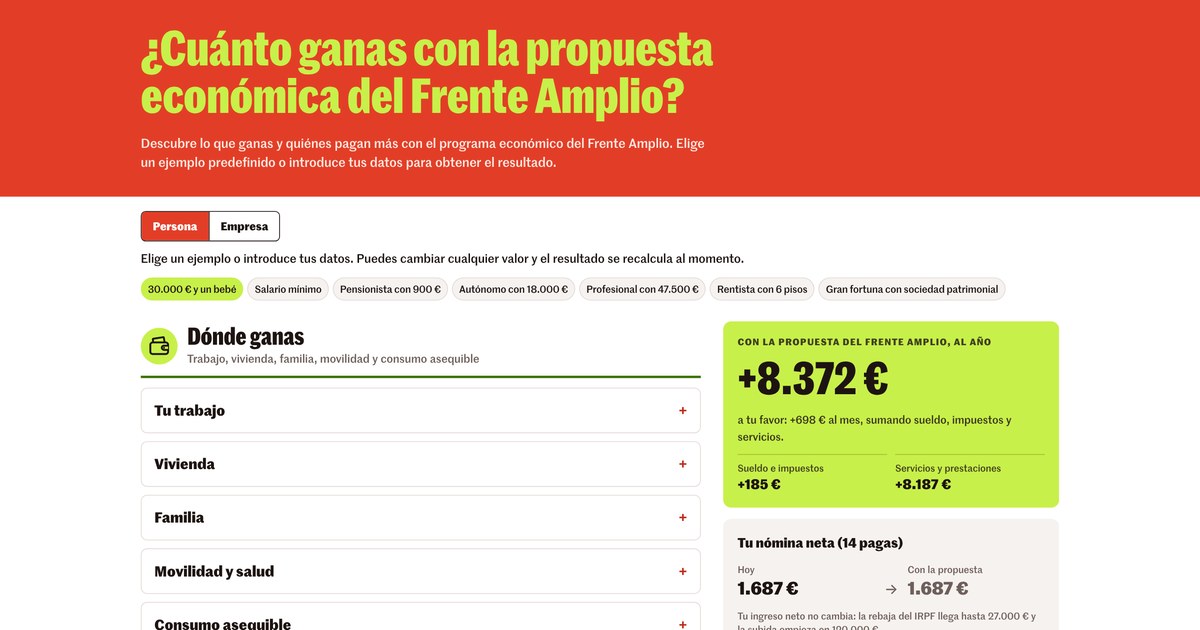 ¿Cuánto ganas con la propuesta
económica del Frente Amplio?
Descubre lo que ganas y quiénes pagan más con el programa económico del Frente Amplio. Elige
un ejemplo predefinido o introduce tus datos para obtener el resultado.
Persona
Empresa
Elige un ejemplo o introduce tus datos. Puedes cambiar cualquier valor y el resultado se recalcula al momento.
30.000 € y un bebé
Salario mínimo
Pensionista con 900 €
Autónomo con 18.000 €
Profesional con 47.500 €
Rentista con 6 pisos
Gran fortuna con sociedad patrimonial
Dónde ganas
Trabajo, vivienda, familia, movilidad y consumo asequible
Tu trabajo
+
Vivienda
+
Familia
+
Movilidad y salud
+
Consumo asequible
+
CON LA PROPUESTA DEL FRENTE AMPLIO, AL AÑO
+8.372 €
a tu favor: +698 € al mes, sumando sueldo, impuestos y
servicios.
Sueldo e impuestos
+185 €
Servicios y prestaciones
+8.187 €
Tu nómina neta (14 pagas)
Hoy
1.687 €
→
Con la propuesta
1.687 €
Tu ingreso neto no cambia: la rebaja del IRPF llega hasta 27.000 € y
la subida empieza en 120.000 €